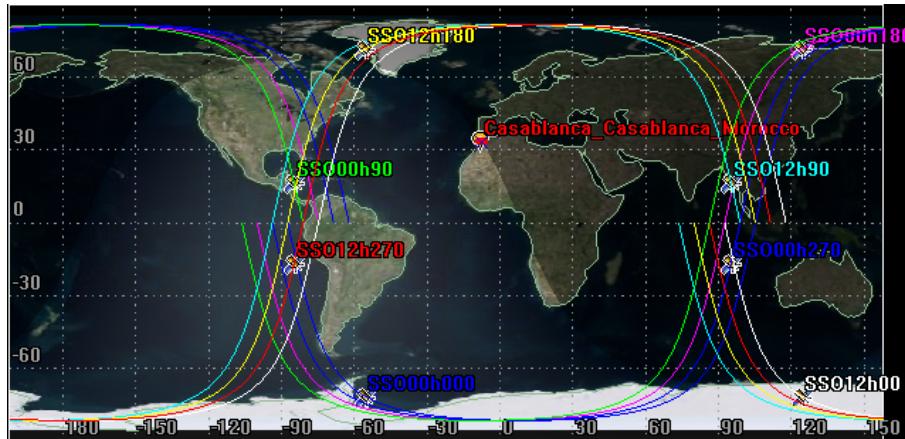 SSO12h180
SSO00h180
60
30
Casablanca_Casablanca_Morocco
SSO00h90
SSO12h90
0
SSO12h270
SSO00h270
-30
-60
SSO00h000
SSO12h00
-180 -150 -120 -90 -60 -30 0 30 60 90 120 150